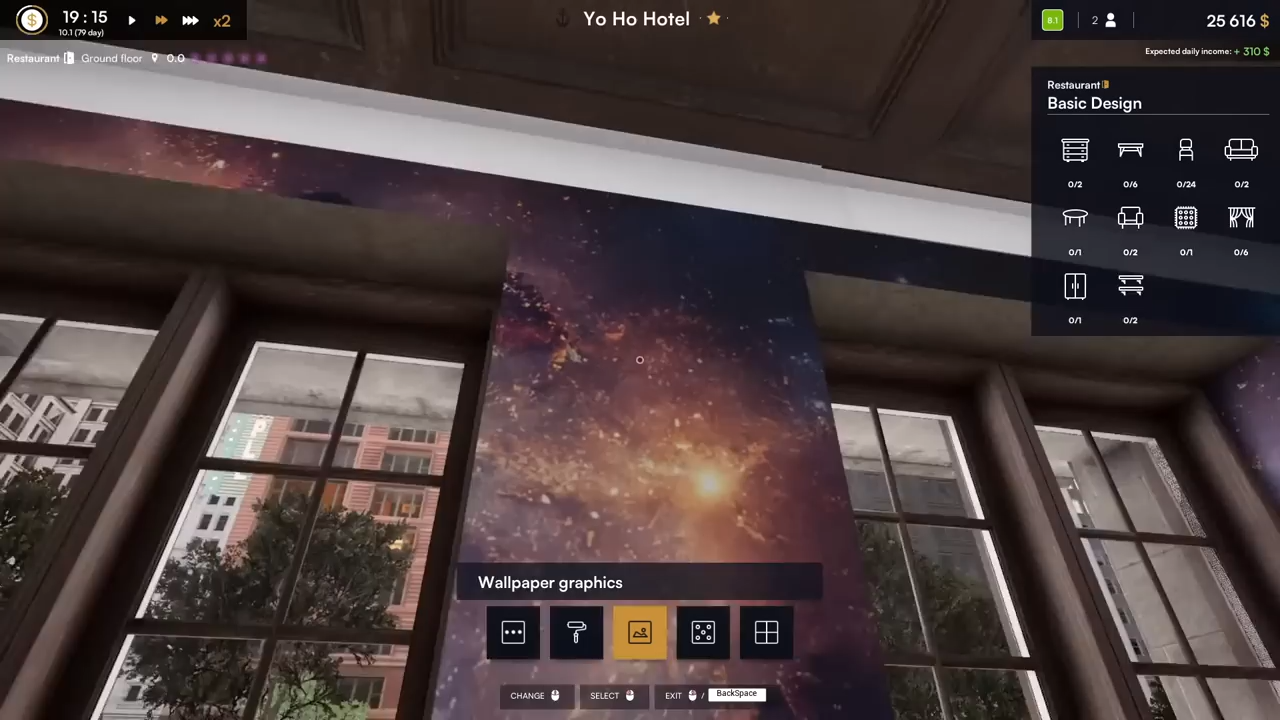 19 : 15
10.1 (79 day)
x2
Yo Ho Hotel
8.1
2
25 616 $
Expected daily income: + 310 $
Restaurant
Ground floor
0.0
Restaurant
Basic Design
0/2
0/6
0/24
0/2
0/1
0/2
0/1
0/6
0/1
0/2
Wallpaper graphics
CHANGE
SELECT
EXIT
/
BackSpace